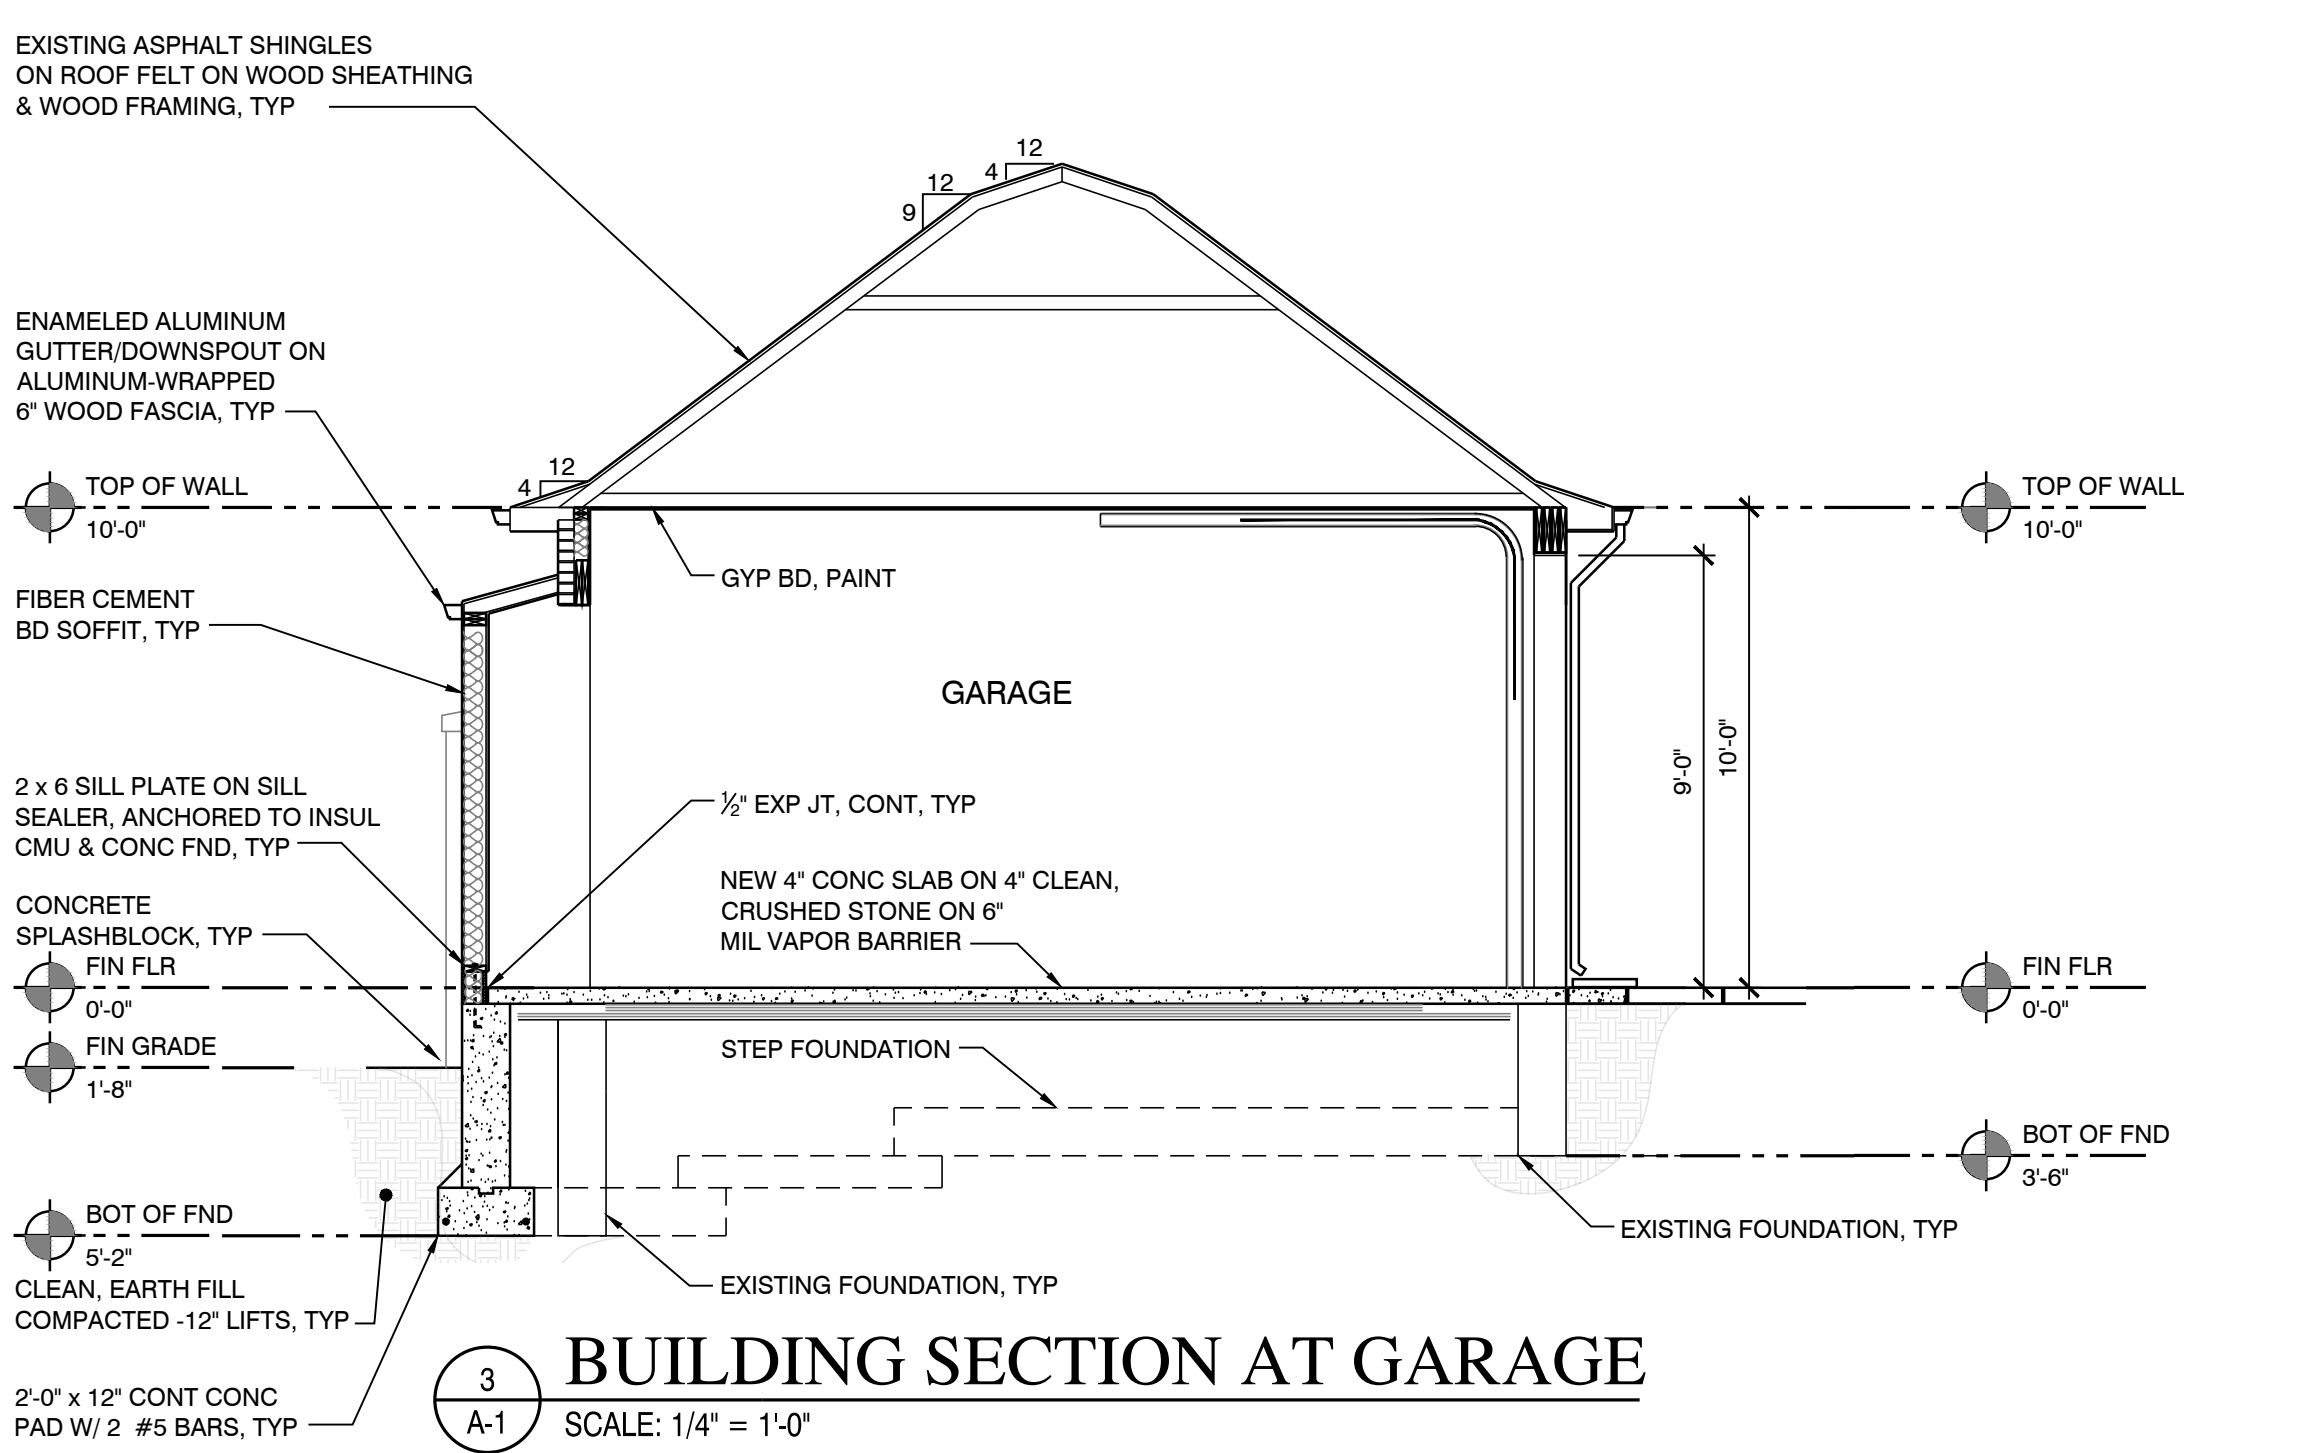 EXISTING ASPHALT SHINGLES
ON ROOF FELT ON WOOD SHEATHING
& WOOD FRAMING, TYP
12
4
12
9
ENAMELED ALUMINUM
GUTTER/DOWNSPOUT ON
ALUMINUM-WRAPPED
6" WOOD FASCIA, TYP
12
4
TOP OF WALL
10'-0"
TOP OF WALL
10'-0"
GYP BD, PAINT
FIBER CEMENT
BD SOFFIT, TYP
GARAGE
9'-0"
10'-0"
2 x 6 SILL PLATE ON SILL
SEALER, ANCHORED TO INSUL
CMU & CONC FND, TYP
½" EXP JT, CONT, TYP
NEW 4" CONC SLAB ON 4" CLEAN,
CRUSHED STONE ON 6"
MIL VAPOR BARRIER
CONCRETE
SPLASHBLOCK, TYP
FIN FLR
0'-0"
FIN FLR
0'-0"
FIN GRADE
1'-8"
STEP FOUNDATION
BOT OF FND
3'-6"
BOT OF FND
5'-2"
EXISTING FOUNDATION, TYP
EXISTING FOUNDATION, TYP
CLEAN, EARTH FILL
COMPACTED -12" LIFTS, TYP
2'-0" x 12" CONT CONC
PAD W/ 2 #5 BARS, TYP
3
A-1
BUILDING SECTION AT GARAGE
SCALE: 1/4" = 1'-0"